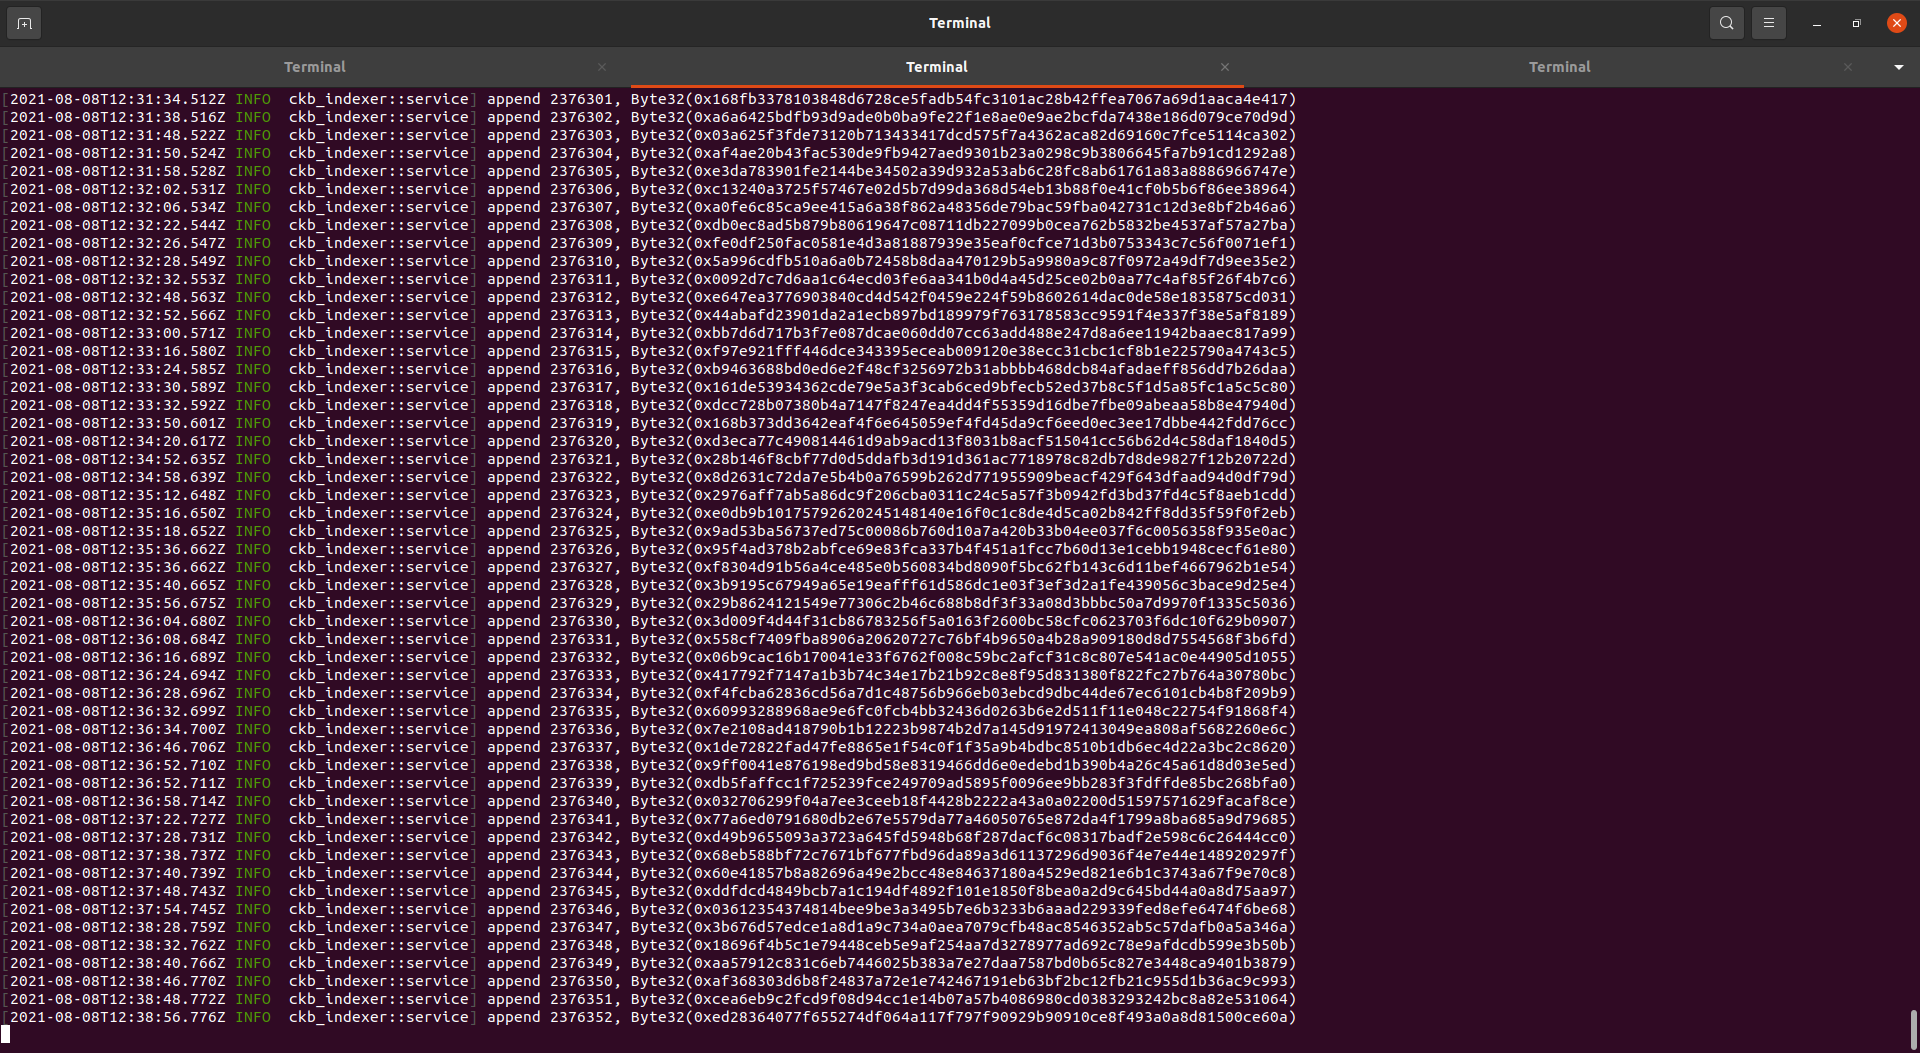 Terminal
Terminal
Terminal
Terminal
[2021-08-08T12:31:34.512Z INFO  ckb_indexer::service] append 2376301, Byte32(0x168fb3378103848d6728ce5fadb54fc3101ac28b42ffea7067a69d1aaca4e417)
[2021-08-08T12:31:38.516Z INFO  ckb_indexer::service] append 2376302, Byte32(0xa6a6425bdfb93d9ade0b0ba9fe22f1e8ae0e9ae2bcfda7438e186d079ce70d9d)
[2021-08-08T12:31:48.522Z INFO  ckb_indexer::service] append 2376303, Byte32(0x03a625f3fde73120b713433417dcd575f7a4362aca82d69160c7fce5114ca302)
[2021-08-08T12:31:50.524Z INFO  ckb_indexer::service] append 2376304, Byte32(0xaf4ae20b43fac530de9fb9427aed9301b23a0298c9b3806645fa7b91cd1292a8)
[2021-08-08T12:31:58.528Z INFO  ckb_indexer::service] append 2376305, Byte32(0xe3da783901fe2144be34502a39d932a53ab6c28fc8ab61761a83a8886966747e)
[2021-08-08T12:32:02.531Z INFO  ckb_indexer::service] append 2376306, Byte32(0xc13240a3725f57467e02d5b7d99da368d54eb13b88f0e41cf0b5b6f86ee38964)
[2021-08-08T12:32:06.534Z INFO  ckb_indexer::service] append 2376307, Byte32(0xa0fe6c85ca9ee415a6a38f862a48356de79bac59fba042731c12d3e8bf2b46a6)
[2021-08-08T12:32:22.544Z INFO  ckb_indexer::service] append 2376308, Byte32(0xdb0ec8ad5b879b80619647c08711db227099b0cea762b5832be4537af57a27ba)
[2021-08-08T12:32:26.547Z INFO  ckb_indexer::service] append 2376309, Byte32(0xfe0df250fac0581e4d3a81887939e35eaf0cfce71d3b0753343c7c56f0071ef1)
[2021-08-08T12:32:28.549Z INFO  ckb_indexer::service] append 2376310, Byte32(0x5a996cdfb510a6a0b72458b8daa470129b5a9980a9c87f0972a49df7d9ee35e2)
[2021-08-08T12:32:32.553Z INFO  ckb_indexer::service] append 2376311, Byte32(0x0092d7c7d6aa1c64ecd03fe6aa341b0d4a45d25ce02b0aa77c4af85f26f4b7c6)
[2021-08-08T12:32:48.563Z INFO  ckb_indexer::service] append 2376312, Byte32(0xe647ea3776903840cd4d542f0459e224f59b8602614dac0de58e1835875cd031)
[2021-08-08T12:32:52.566Z INFO  ckb_indexer::service] append 2376313, Byte32(0x44abafd23901da2a1ecb897bd189979f763178583cc9591f4e337f38e5af8189)
[2021-08-08T12:33:00.571Z INFO  ckb_indexer::service] append 2376314, Byte32(0xbb7d6d717b3f7e087dcae060dd07cc63add488e247d8a6ee11942baaec817a99)
[2021-08-08T12:33:16.580Z INFO  ckb_indexer::service] append 2376315, Byte32(0xf97e921fff446dce343395eceab009120e38ecc31cbc1cf8b1e225790a4743c5)
[2021-08-08T12:33:24.585Z INFO  ckb_indexer::service] append 2376316, Byte32(0xb9463688bd0ed6e2f48cf3256972b31abbbb468dcb84afadaeff856dd7b26daa)
[2021-08-08T12:33:30.589Z INFO  ckb_indexer::service] append 2376317, Byte32(0x161de53934362cde79e5a3f3cab6ced9bfecb52ed37b8c5f1d5a85fc1a5c5c80)
[2021-08-08T12:33:32.592Z INFO  ckb_indexer::service] append 2376318, Byte32(0xdcc728b07380b4a7147f8247ea4dd4f55359d16dbe7fbe09abeaa58b8e47940d)
[2021-08-08T12:33:50.601Z INFO  ckb_indexer::service] append 2376319, Byte32(0x168b373dd3642eaf4f6e645059ef4fd45da9cf6eed0ec3ee17dbbe442fdd76cc)
[2021-08-08T12:34:20.617Z INFO  ckb_indexer::service] append 2376320, Byte32(0xd3eca77c490814461d9ab9acd13f8031b8acf515041cc56b62d4c58daf1840d5)
[2021-08-08T12:34:52.635Z INFO  ckb_indexer::service] append 2376321, Byte32(0x28b146f8cbf77d0d5ddafb3d191d361ac7718978c82db7d8de9827f12b20722d)
[2021-08-08T12:34:58.639Z INFO  ckb_indexer::service] append 2376322, Byte32(0x8d2631c72da7e5b4b0a76599b262d771955909beacf429f643dfaad94d0df79d)
[2021-08-08T12:35:12.648Z INFO  ckb_indexer::service] append 2376323, Byte32(0x2976aff7ab5a86dc9f206cba0311c24c5a57f3b0942fd3bd37fd4c5f8aeb1cdd)
[2021-08-08T12:35:16.650Z INFO  ckb_indexer::service] append 2376324, Byte32(0xe0db9b10175792620245148140e16f0c1c8de4d5ca02b842ff8dd35f59f0f2eb)
[2021-08-08T12:35:18.652Z INFO  ckb_indexer::service] append 2376325, Byte32(0x9ad53ba56737ed75c00086b760d10a7a420b33b04ee037f6c0056358f935e0ac)
[2021-08-08T12:35:36.662Z INFO  ckb_indexer::service] append 2376326, Byte32(0x95f4ad378b2abfce69e83fca337b4f451a1fcc7b60d13e1cebb1948cecf61e80)
[2021-08-08T12:35:36.662Z INFO  ckb_indexer::service] append 2376327, Byte32(0xf8304d91b56a4ce485e0b560834bd8090f5bc62fb143c6d11bef4667962b1e54)
[2021-08-08T12:35:40.665Z INFO  ckb_indexer::service] append 2376328, Byte32(0x3b9195c67949a65e19eafff61d586dc1e03f3ef3d2a1fe439056c3bace9d25e4)
[2021-08-08T12:35:56.675Z INFO  ckb_indexer::service] append 2376329, Byte32(0x29b8624121549e77306c2b46c688b8df3f33a08d3bbbc50a7d9970f1335c5036)
[2021-08-08T12:36:04.680Z INFO  ckb_indexer::service] append 2376330, Byte32(0x3d009f4d44f31cb86783256f5a0163f2600bc58cfc0623703f6dc10f629b0907)
[2021-08-08T12:36:08.684Z INFO  ckb_indexer::service] append 2376331, Byte32(0x558cf7409fba8906a20620727c76bf4b9650a4b28a909180d8d7554568f3b6fd)
[2021-08-08T12:36:16.689Z INFO  ckb_indexer::service] append 2376332, Byte32(0x06b9cac16b170041e33f6762f008c59bc2afcf31c8c807e541ac0e44905d1055)
[2021-08-08T12:36:24.694Z INFO  ckb_indexer::service] append 2376333, Byte32(0x417792f7147a1b3b74c34e17b21b92c8e8f95d831380f822fc27b764a30780bc)
[2021-08-08T12:36:28.696Z INFO  ckb_indexer::service] append 2376334, Byte32(0xf4fcba62836cd56a7d1c48756b966eb03ebcd9dbc44de67ec6101cb4b8f209b9)
[2021-08-08T12:36:32.699Z INFO  ckb_indexer::service] append 2376335, Byte32(0x60993288968ae9e6fc0fcb4bb32436d0263b6e2d511f11e048c22754f91868f4)
[2021-08-08T12:36:34.700Z INFO  ckb_indexer::service] append 2376336, Byte32(0x7e2108ad418790b1b12223b9874b2d7a145d91972413049ea808af5682260e6c)
[2021-08-08T12:36:46.706Z INFO  ckb_indexer::service] append 2376337, Byte32(0x1de72822fad47fe8865e1f54c0f1f35a9b4bdbc8510b1db6ec4d22a3bc2c8620)
[2021-08-08T12:36:52.710Z INFO  ckb_indexer::service] append 2376338, Byte32(0x9ff0041e876198ed9bd58e8319466dd6e0edebd1b390b4a26c45a61d8d03e5ed)
[2021-08-08T12:36:52.711Z INFO  ckb_indexer::service] append 2376339, Byte32(0xdb5faffcc1f725239fce249709ad5895f0096ee9bb283f3fdffde85bc268bfa0)
[2021-08-08T12:36:58.714Z INFO  ckb_indexer::service] append 2376340, Byte32(0x032706299f04a7ee3ceeb18f4428b2222a43a0a02200d51597571629facaf8ce)
[2021-08-08T12:37:22.727Z INFO  ckb_indexer::service] append 2376341, Byte32(0x77a6ed0791680db2e67e5579da77a46050765e872da4f1799a8ba685a9d79685)
[2021-08-08T12:37:28.731Z INFO  ckb_indexer::service] append 2376342, Byte32(0xd49b9655093a3723a645fd5948b68f287dacf6c08317badf2e598c6c26444cc0)
[2021-08-08T12:37:38.737Z INFO  ckb_indexer::service] append 2376343, Byte32(0x68eb588bf72c7671bf677fbd96da89a3d61137296d9036f4e7e44e148920297f)
[2021-08-08T12:37:40.739Z INFO  ckb_indexer::service] append 2376344, Byte32(0x60e41857b8a82696a49e2bcc48e84637180a4529ed821e6b1c3743a67f9e70c8)
[2021-08-08T12:37:48.743Z INFO  ckb_indexer::service] append 2376345, Byte32(0xddfdcd4849bcb7a1c194df4892f101e1850f8bea0a2d9c645bd44a0a8d75aa97)
[2021-08-08T12:37:54.745Z INFO  ckb_indexer::service] append 2376346, Byte32(0x03612354374814bee9be3a3495b7e6b3233b6aaad229339fed8efe6474f6be68)
[2021-08-08T12:38:28.759Z INFO  ckb_indexer::service] append 2376347, Byte32(0x3b676d57edce1a8d1a9c734a0aea7079cfb48ac8546352ab5c57dafb0a5a346a)
[2021-08-08T12:38:32.762Z INFO  ckb_indexer::service] append 2376348, Byte32(0x18696f4b5c1e79448ceb5e9af254aa7d3278977ad692c78e9afdcdb599e3b50b)
[2021-08-08T12:38:40.766Z INFO  ckb_indexer::service] append 2376349, Byte32(0xaa57912c831c6eb7446025b383a7e27daa7587bd0b65c827e3448ca9401b3879)
[2021-08-08T12:38:46.770Z INFO  ckb_indexer::service] append 2376350, Byte32(0xaf368303d6b8f24837a72e1e742467191eb63bf2bc12fb21c955d1b36ac9c993)
[2021-08-08T12:38:48.772Z INFO  ckb_indexer::service] append 2376351, Byte32(0xcea6eb9c2fcd9f08d94cc1e14b07a57b4086980cd0383293242bc8a82e531064)
[2021-08-08T12:38:56.776Z INFO  ckb_indexer::service] append 2376352, Byte32(0xed28364077f655274df064a117f797f90929b90910ce8f493a0a8d81500ce60a)